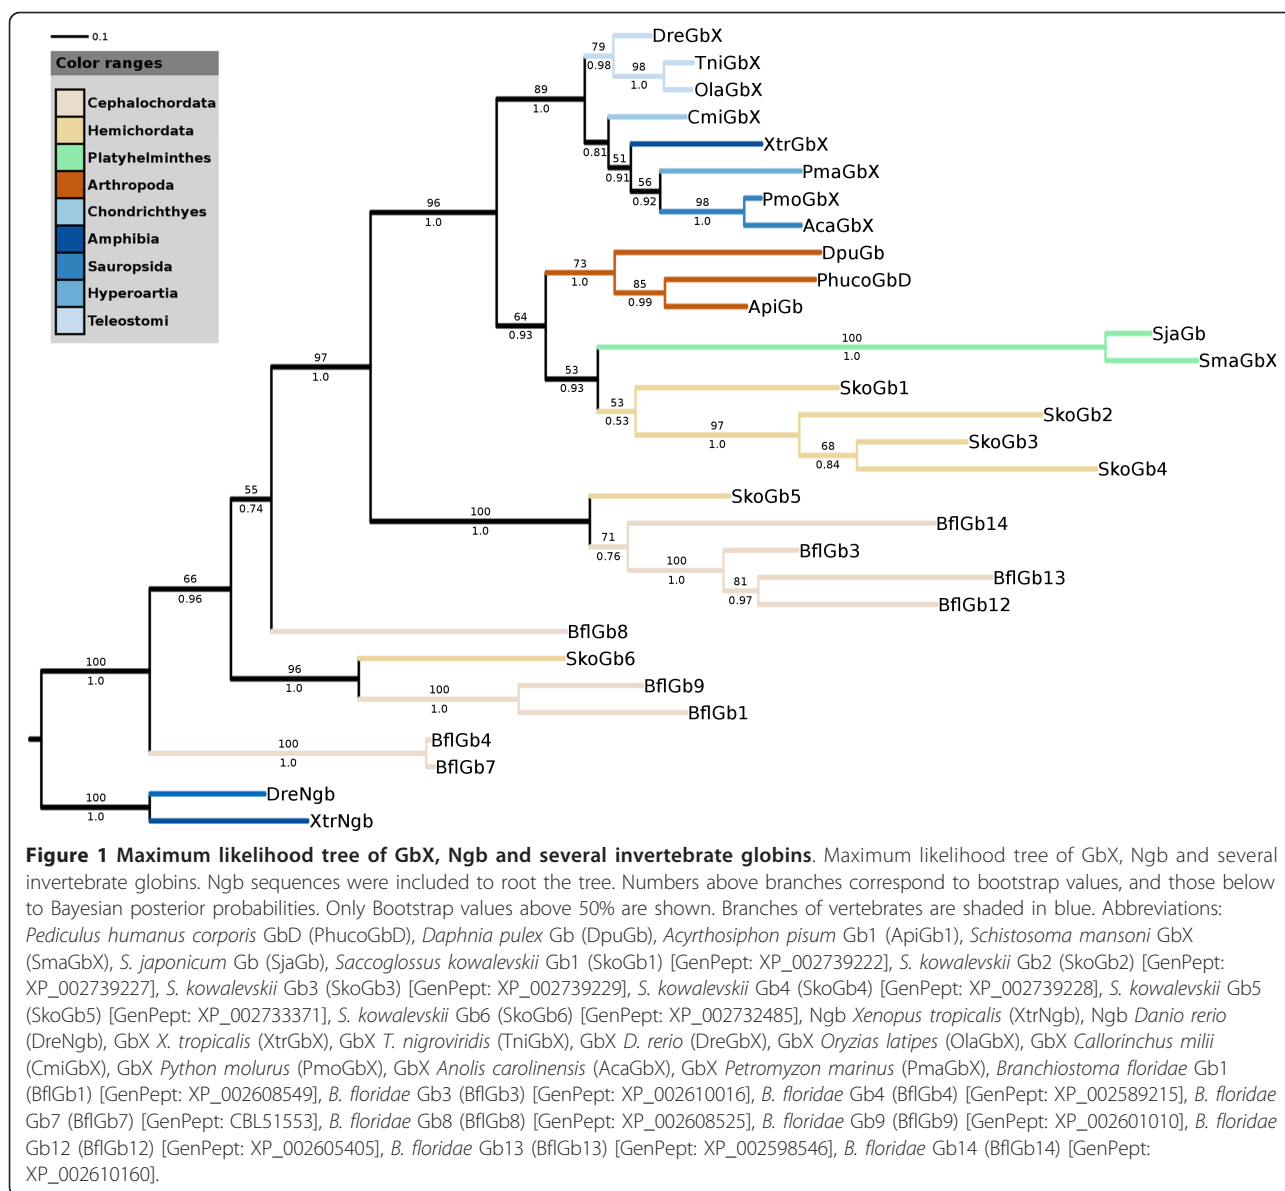 0.1
Color ranges
Cephalochordata
Hemichordata
Platyhelminthes
Arthropoda
Chondrichthyes
Amphibia
Sauropsida
Hyperoartia
Teleostomi
DreGbX
79
0.98
TniGbX
98
1.0
OlaGbX
89
1.0
CmiGbX
0.81
XtrGbX
51
0.91
PmaGbX
56
0.92
PmoGbX
98
1.0
AcaGbX
96
1.0
DpuGb
73
1.0
PhucoGbD
85
0.99
ApiGb
64
0.93
SjaGb
100
1.0
SmaGbX
53
0.93
SkoGb1
53
0.53
SkoGb2
97
1.0
SkoGb3
68
0.84
SkoGb4
97
1.0
SkoGb5
100
1.0
BflGb14
71
0.76
BflGb3
100
1.0
BflGb13
81
0.97
BflGb12
55
0.74
BflGb8
66
0.96
SkoGb6
96
1.0
BflGb9
100
1.0
BflGb1
100
1.0
BflGb4
100
1.0
BflGb7
DreNgb
100
1.0
XtrNgb
Figure 1 Maximum likelihood tree of GbX, Ngb and several invertebrate globins. Maximum likelihood tree of GbX, Ngb and several
invertebrate globins. Ngb sequences were included to root the tree. Numbers above branches correspond to bootstrap values, and those below
to Bayesian posterior probabilities. Only Bootstrap values above 50% are shown. Branches of vertebrates are shaded in blue. Abbreviations:
Pediculus humanus corporis GbD (PhucoGbD), Daphnia pulex Gb (DpuGb), Acyrthosiphon pisum Gb1 (ApiGb1), Schistosoma mansoni GbX
(SmaGbX), S. japonicum Gb (SjaGb), Saccoglossus kowalevskii Gb1 (SkoGb1) [GenPept: XP_002739222], S. kowalevskii Gb2 (SkoGb2) [GenPept:
XP_002739227], S. kowalevskii Gb3 (SkoGb3) [GenPept: XP_002739229], S. kowalevskii Gb4 (SkoGb4) [GenPept: XP_002739228], S. kowalevskii Gb5
(SkoGb5) [GenPept: XP_002733371], S. kowalevskii Gb6 (SkoGb6) [GenPept: XP_002732485], Ngb Xenopus tropicalis (XtrNgb), Ngb Danio rerio
(DreNgb), GbX X. tropicalis (XtrGbX), GbX T. nigroviridis (TniGbX), GbX D. rerio (DreGbX), GbX Oryzias latipes (OlaGbX), GbX Callorinchus milii
(CmiGbX), GbX Python molurus (PmoGbX), GbX Anolis carolinensis (AcaGbX), GbX Petromyzon marinus (PmaGbX), Branchiostoma floridae Gb1
(BflGb1) [GenPept: XP_002608549], B. floridae Gb3 (BflGb3) [GenPept: XP_002610016], B. floridae Gb4 (BflGb4) [GenPept: XP_002589215], B. floridae
Gb7 (BflGb7) [GenPept: CBL51553], B. floridae Gb8 (BflGb8) [GenPept: XP_002608525], B. floridae Gb9 (BflGb9) [GenPept: XP_002601010], B. floridae
Gb12 (BflGb12) [GenPept: XP_002605405], B. floridae Gb13 (BflGb13) [GenPept: XP_002598546], B. floridae Gb14 (BflGb14) [GenPept:
XP_002610160].